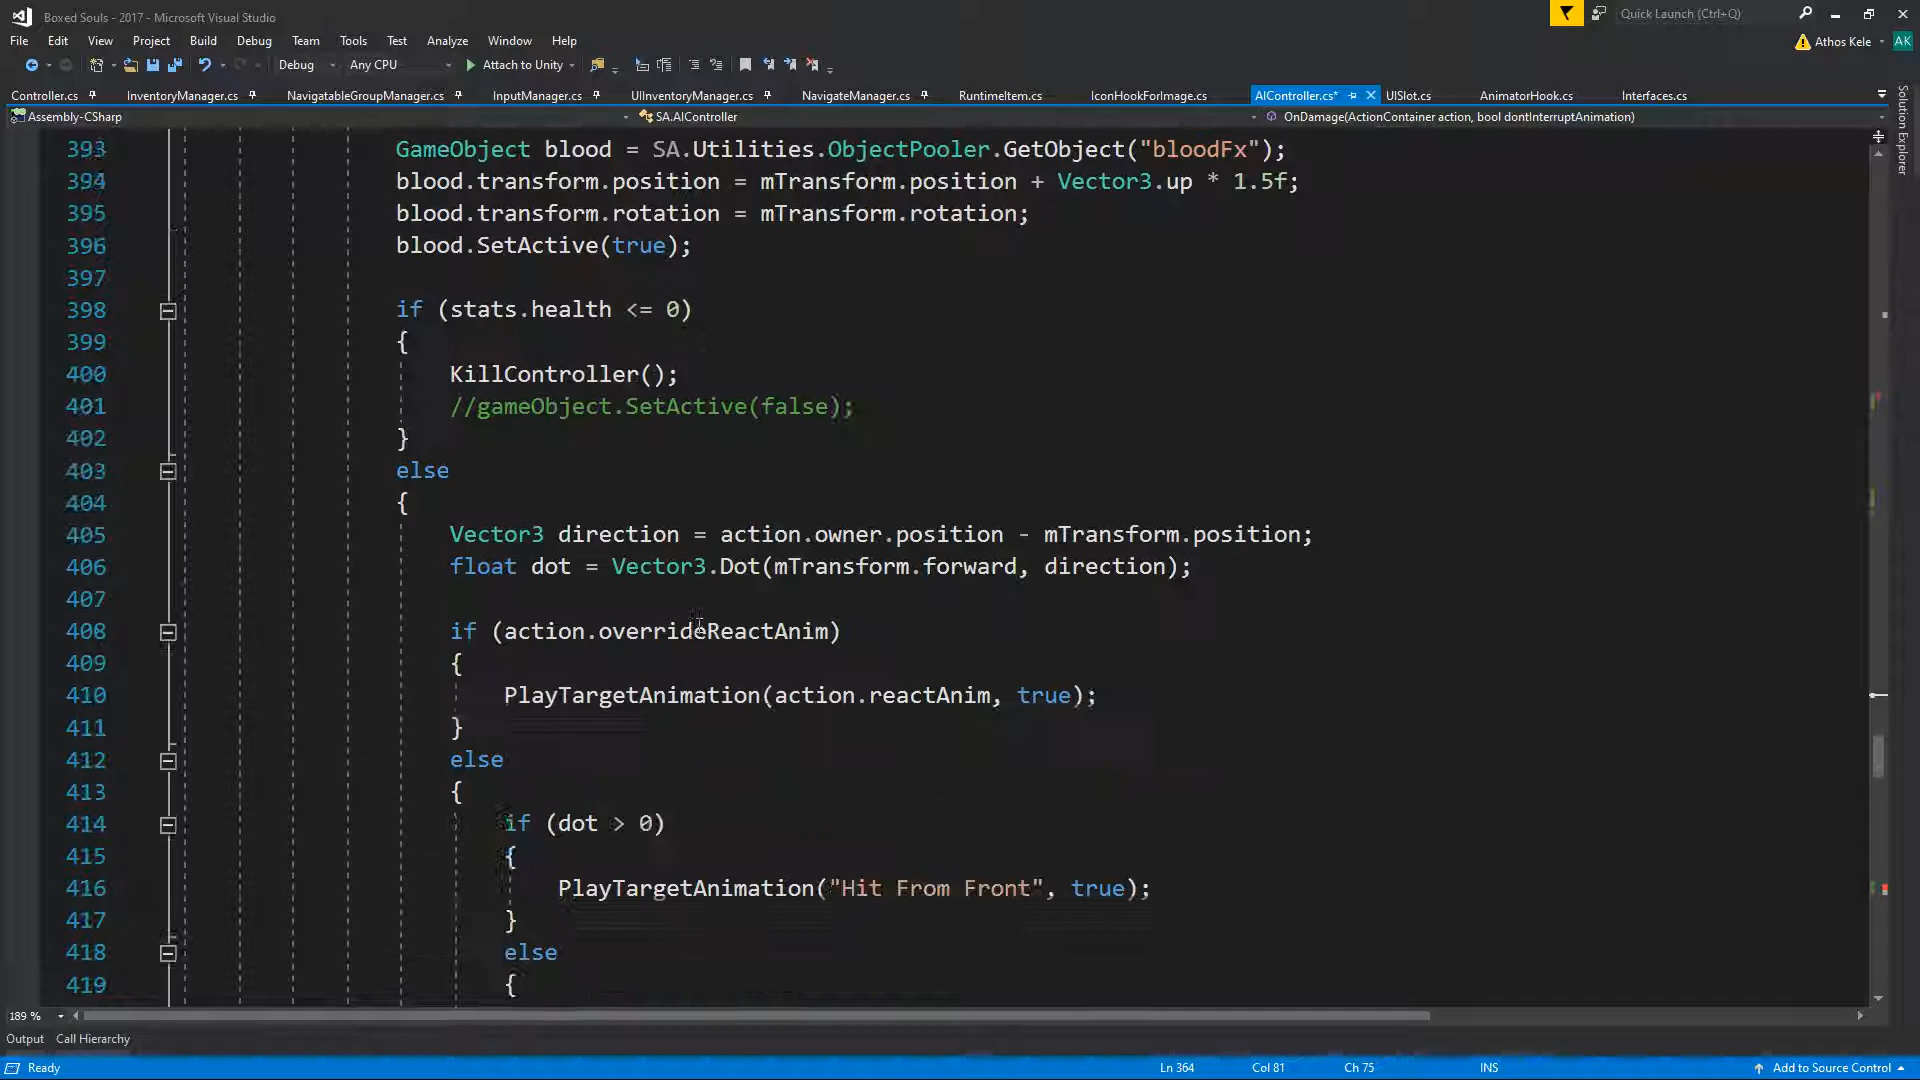 Boxed Souls - 2017 - Microsoft Visual Studio
Quick Launch (Ctrl+Q)
File Edit View Project Build Debug Team Tools Test Analyze Window Help
Athos Kele AK
Debug Any CPU Attach to Unity
Controller.cs InventoryManager.cs NavigatableGroupManager.cs InputManager.cs UIInventoryManager.cs NavigateManager.cs RuntimeItem.cs IconHookForImage.cs AIController.cs* UISlot.cs AnimatorHook.cs Interfaces.cs
Assembly-CSharp SA.AIController OnDamage(ActionContainer action, bool dontInterruptAnimation)
Solution Explorer
393 GameObject blood = SA.Utilities.ObjectPooler.GetObject("bloodFx");
394 blood.transform.position = mTransform.position + Vector3.up * 1.5f;
395 blood.transform.rotation = mTransform.rotation;
396 blood.SetActive(true);
397
398 if (stats.health <= 0)
399 {
400 KillController();
401 //gameObject.SetActive(false);
402 }
403 else
404 {
405 Vector3 direction = action.owner.position - mTransform.position;
406 float dot = Vector3.Dot(mTransform.forward, direction);
407
408 if (action.overrideReactAnim)
409 {
410 PlayTargetAnimation(action.reactAnim, true);
411 }
412 else
413 {
414 if (dot > 0)
415 {
416 PlayTargetAnimation("Hit From Front", true);
417 }
418 else
419 {
189 %
Output Call Hierarchy
Ready Ln 364 Col 81 Ch 75 INS Add to Source Control